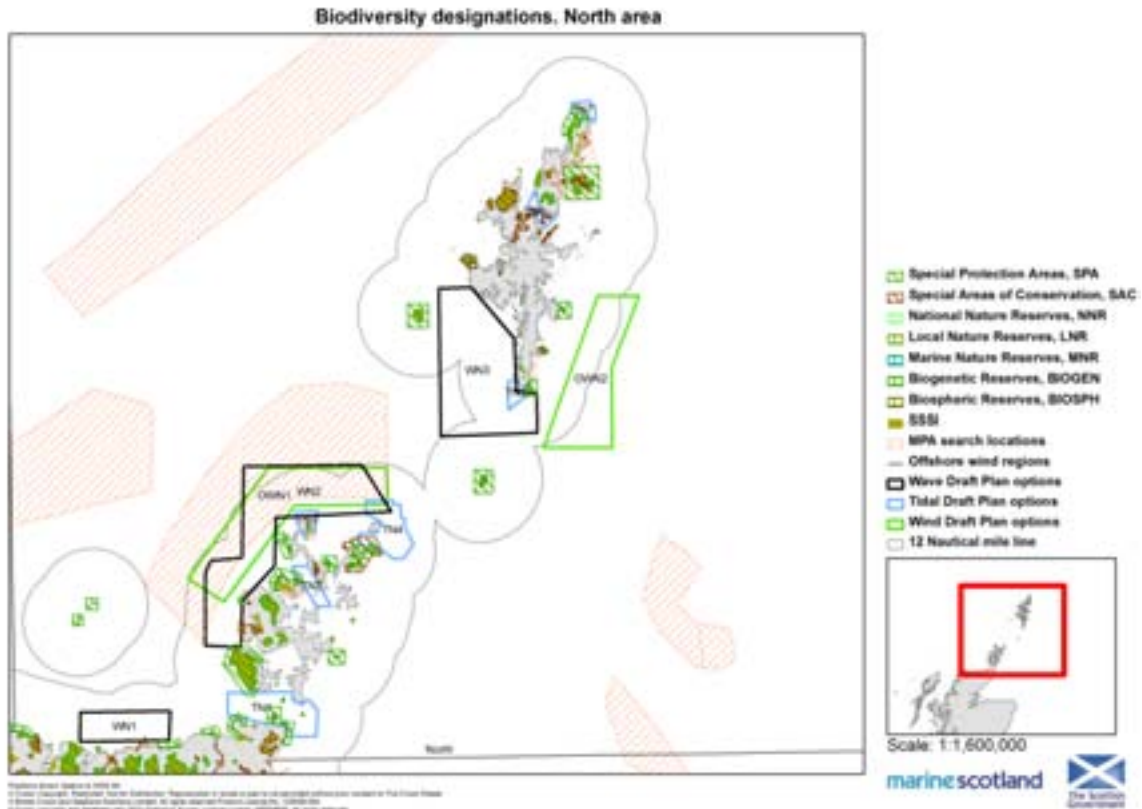 Biodiversity designations. North area
WN3
OWN2
OWN1 WN2
WN1
North
Special Protection Areas, SPA
Special Areas of Conservation, SAC
National Nature Reserves, NNR
Local Nature Reserves, LNR
Marine Nature Reserves, MNR
Biogenetic Reserves, BIOGEN
Biospheric Reserves, BIOSPH
SSSI
MPA search locations
Offshore wind regions
Wave Draft Plan options
Tidal Draft Plan options
Wind Draft Plan options
12 Nautical mile line
Scale: 1:1,600,000
marinescotland
The Scottish
Government